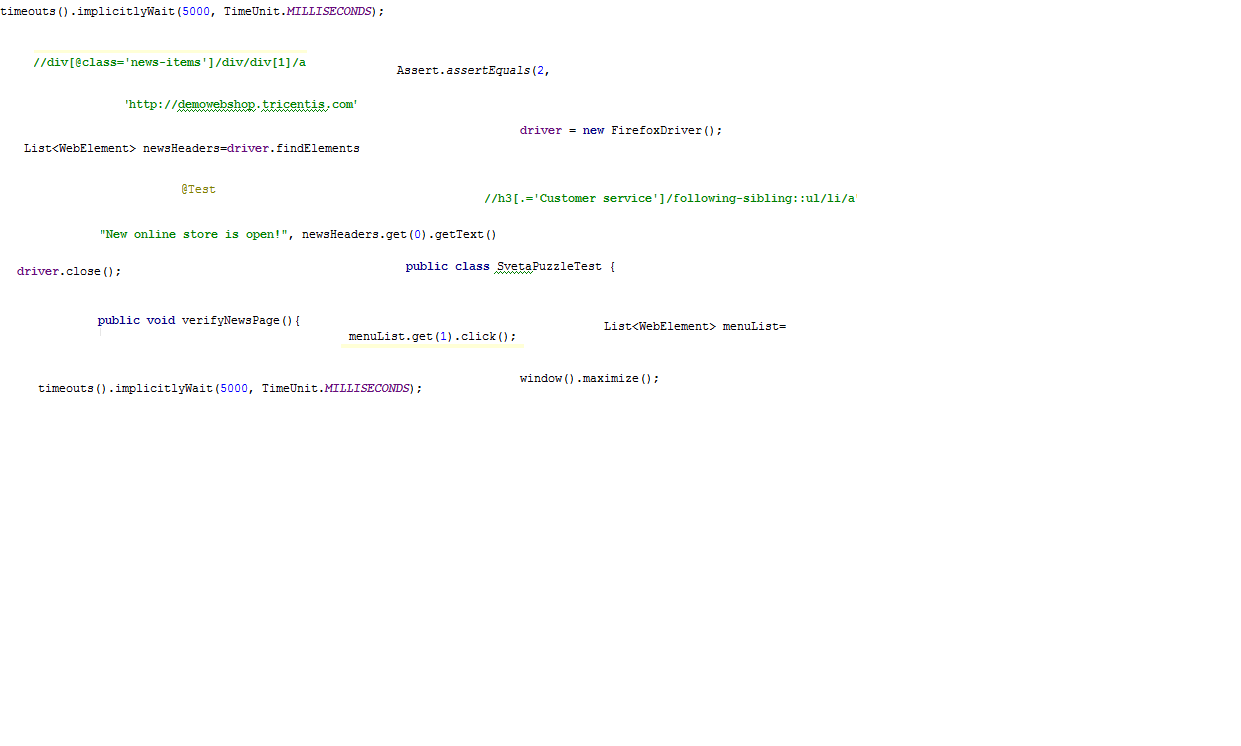 timeouts().implicitlyWait(5000, TimeUnit.MILLISECONDS);
//div[@class='news-items']/div/div[1]/a
Assert.assertEquals(2,
'http://demowebshop.tricentis.com'
driver = new FirefoxDriver();
List<WebElement> newsHeaders=driver.findElements
@Test
//h3[.='Customer service']/following-sibling::ul/li/a'
"New online store is open!", newsHeaders.get(0).getText()
public class SvetaPuzzleTest {
driver.close();
public void verifyNewsPage(){
List<WebElement> menuList=
menuList.get(1).click();
window().maximize();
timeouts().implicitlyWait(5000, TimeUnit.MILLISECONDS);